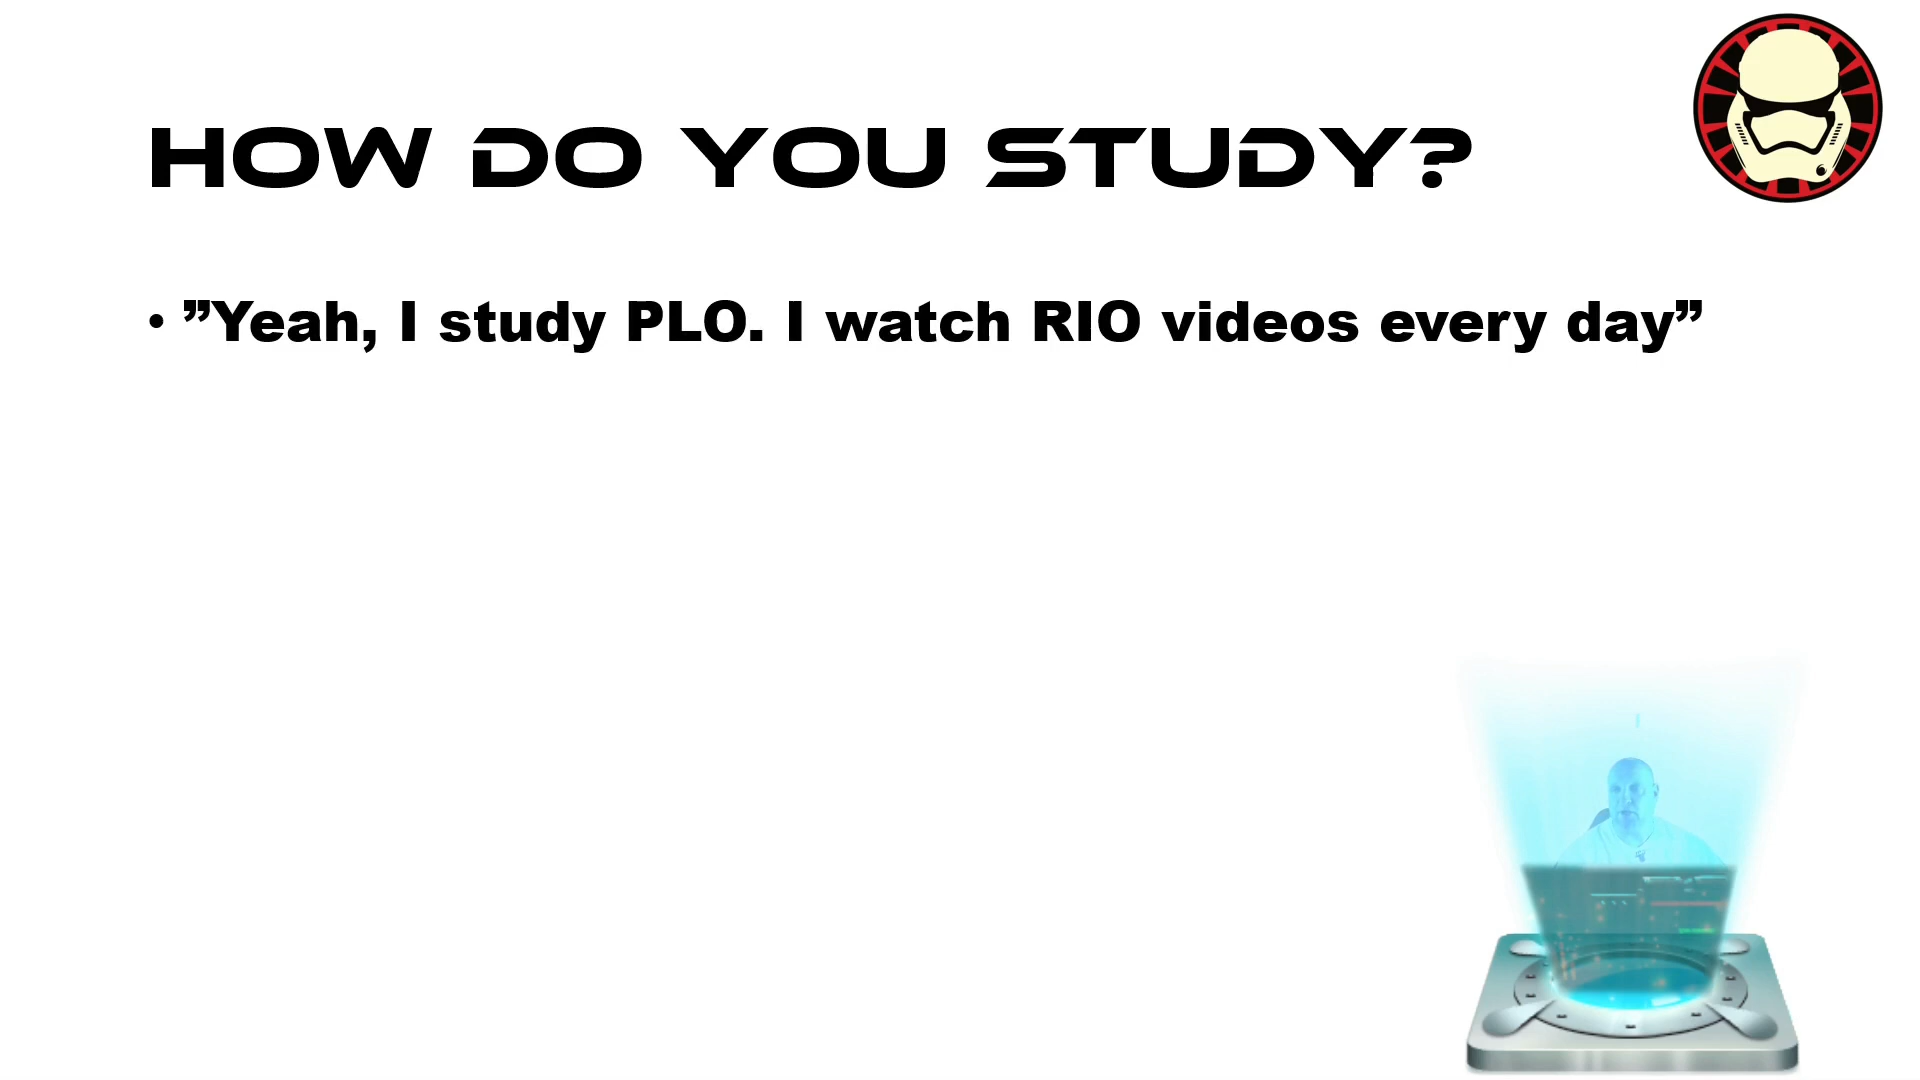 HOW DO YOU STUDY?
• ”Yeah, I study PLO. I watch RIO videos every day”